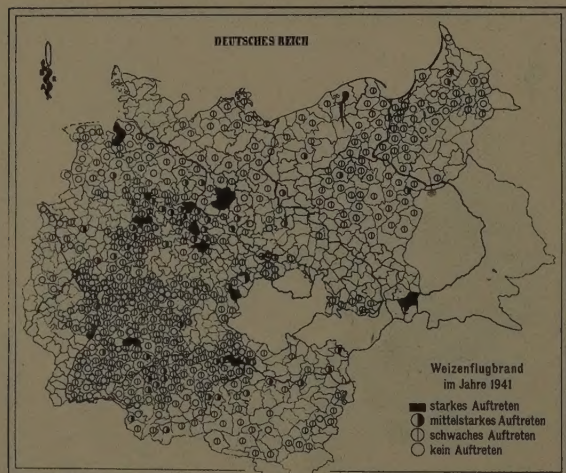 DEUTSCHES REICH
Weizenflugbrand
im Jahre 1941
starkes Auftreten
mittelstarkes Auftreten
schwaches Auftreten
kein Auftreten